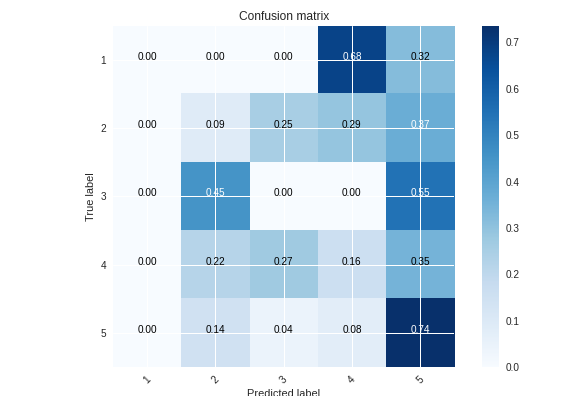 Confusion matrix
1 0.00 0.00 0.00 0.68 0.32
2 0.00 0.09 0.25 0.29 0.37
3 0.00 0.45 0.00 0.00 0.55
4 0.00 0.22 0.27 0.16 0.35
5 0.00 0.14 0.04 0.08 0.74
1 2 3 4 5
True label
Predicted label
0.7
0.6
0.5
0.4
0.3
0.2
0.1
0.0